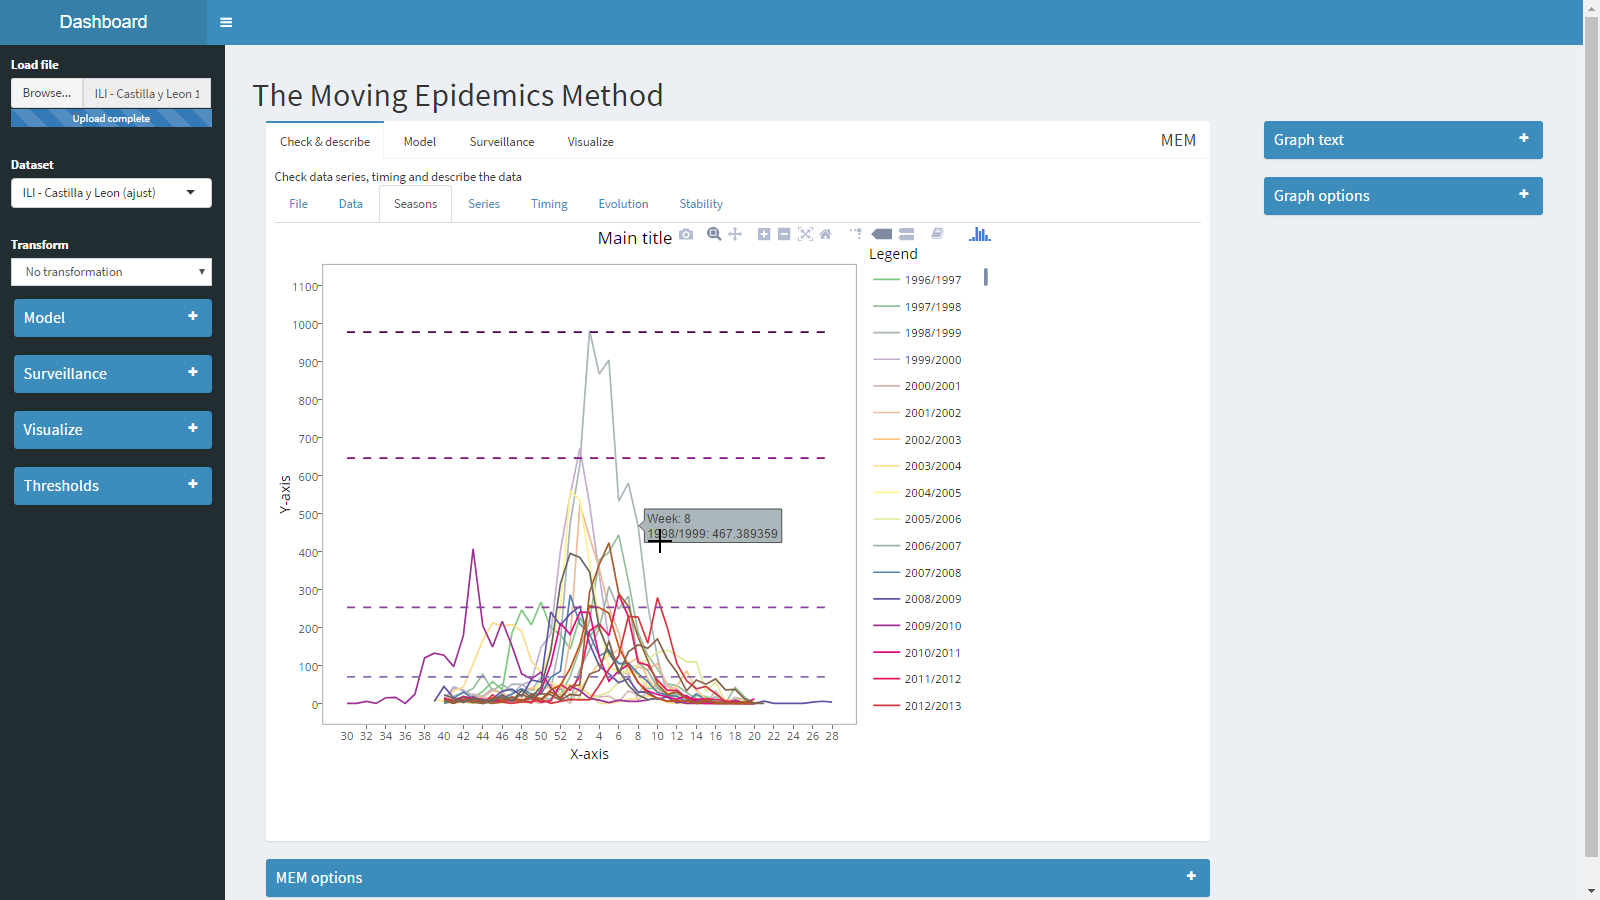 Dashboard
Load file
Browse... ILI - Castilla y Leon 1
Upload complete
Dataset
ILI - Castilla y Leon (ajust)
Transform
No transformation
Model
Surveillance
Visualize
Thresholds
The Moving Epidemics Method
Check & describe Model Surveillance Visualize MEM
Check data series, timing and describe the data
File Data Seasons Series Timing Evolution Stability
Main title
Legend
1996/1997
1997/1998
1998/1999
1999/2000
2000/2001
2001/2002
2002/2003
2003/2004
2004/2005
2005/2006
2006/2007
2007/2008
2008/2009
2009/2010
2010/2011
2011/2012
2012/2013
1100
1000
900
800
700
600
500
400
300
200
100
0
Y-axis
Week: 8
1998/1999: 467.389359
30 32 34 36 38 40 42 44 46 48 50 52 2 4 6 8 10 12 14 16 18 20 22 24 26 28
X-axis
MEM options
Graph text
Graph options